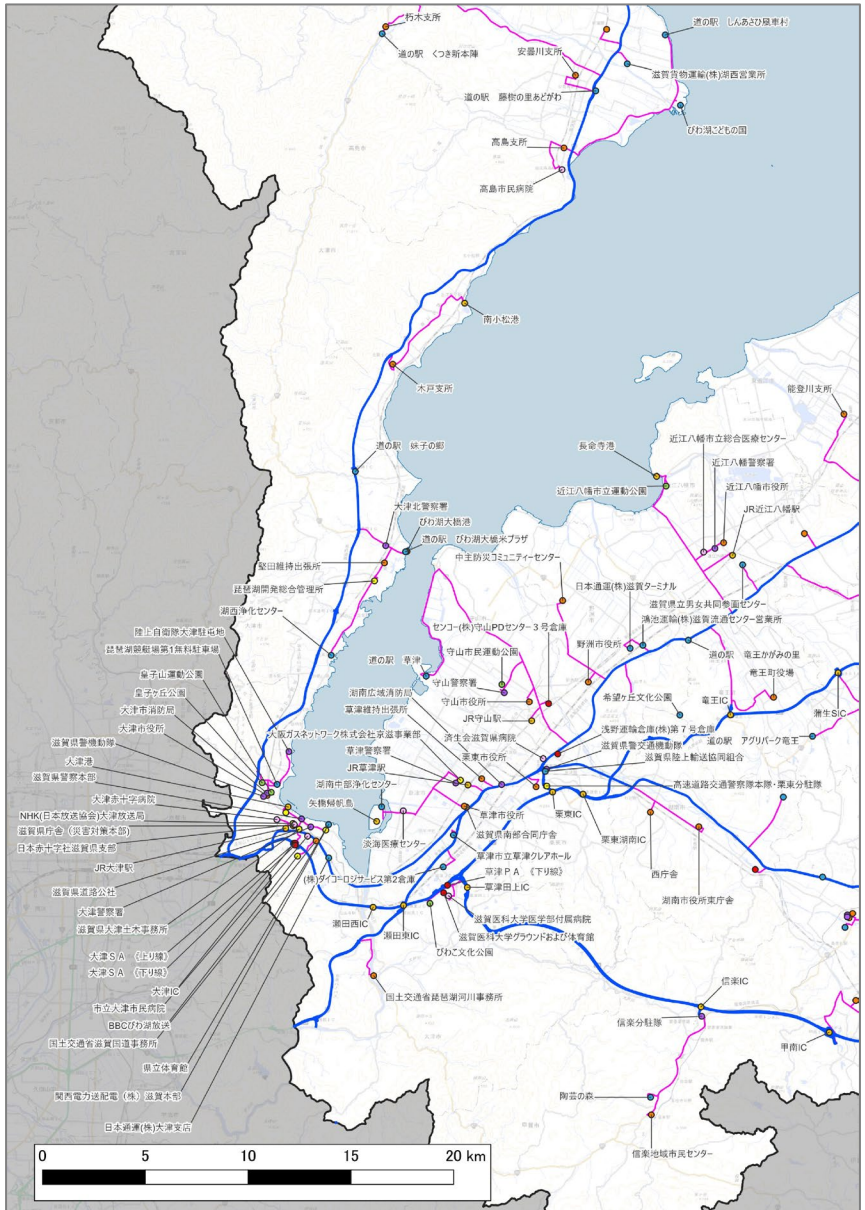 朽木支所
道の駅　くつき新本陣
道の駅　しんあさひ風車村
安曇川支所
滋賀貨物運輸(株)湖西営業所
道の駅　藤樹の里あどがわ
びわ湖こどもの国
高島支所
高島市民病院
南小松港
木戸支所
能登川支所
近江八幡市立総合医療センター
長命寺港
近江八幡警察署
道の駅　妹子の郷
近江八幡市立運動公園
近江八幡市役所
JR近江八幡駅
大津北警察署
びわ湖大橋港
道の駅　びわ湖大橋米プラザ
中主防災コミュニティーセンター
堅田維持出張所
日本通運(株)滋賀ターミナル
琵琶湖開発総合管理所
滋賀県立男女共同参画センター
湖西浄化センター
センコー(株)守山PDセンター３号倉庫
鴻池運輸(株)滋賀流通センター営業所
陸上自衛隊大津駐屯地
守山市民運動公園
野洲市役所
道の駅　竜王かがみの里
琵琶湖競艇場第1無料駐車場
道の駅　草津
守山警察署
竜王町役場
皇子山運動公園
湖南広域消防局
守山市役所
希望ヶ丘文化公園
竜王IC
蒲生SIC
皇子ヶ丘公園
草津維持出張所
JR守山駅
大津市消防局
済生会滋賀県病院
浅野運輸倉庫(株)第７号倉庫
大津市役所
大阪ガスネットワーク株式会社京滋事業部
栗東市役所
滋賀県警交通機動隊
道の駅　アグリパーク竜王
滋賀県警機動隊
草津警察署
滋賀県陸上輸送協同組合
大津港
JR草津駅
滋賀県警察本部
湖南中部浄化センター
高速道路交通警察隊本隊・栗東分駐隊
大津赤十字病院
矢橋帰帆島
草津市役所
栗東IC
NHK(日本放送協会)大津放送局
滋賀県南部合同庁舎
栗東湖南IC
滋賀県庁舎（災害対策本部）
淡海医療センター
草津市立草津クレアホール
西庁舎
日本赤十字社滋賀県支部
(株)ダイコーロジサービス第2倉庫
草津ＰＡ　《下り線》
JR大津駅
草津田上IC
湖南市役所東庁舎
滋賀県道路公社
大津警察署
滋賀医科大学医学部付属病院
滋賀県大津土木事務所
瀬田西IC
滋賀医科大学グラウンドおよび体育館
瀬田東IC
びわこ文化公園
大津ＳＡ　《上り線》
大津ＳＡ　《下り線》
国土交通省琵琶湖河川事務所
信楽IC
大津IC
市立大津市民病院
信楽分駐隊
BBCびわ湖放送
国土交通省滋賀国道事務所
甲南IC
県立体育館
関西電力送配電（株）滋賀本部
陶芸の森
日本通運(株)大津支店
信楽地域市民センター
0 5 10 15 20 km